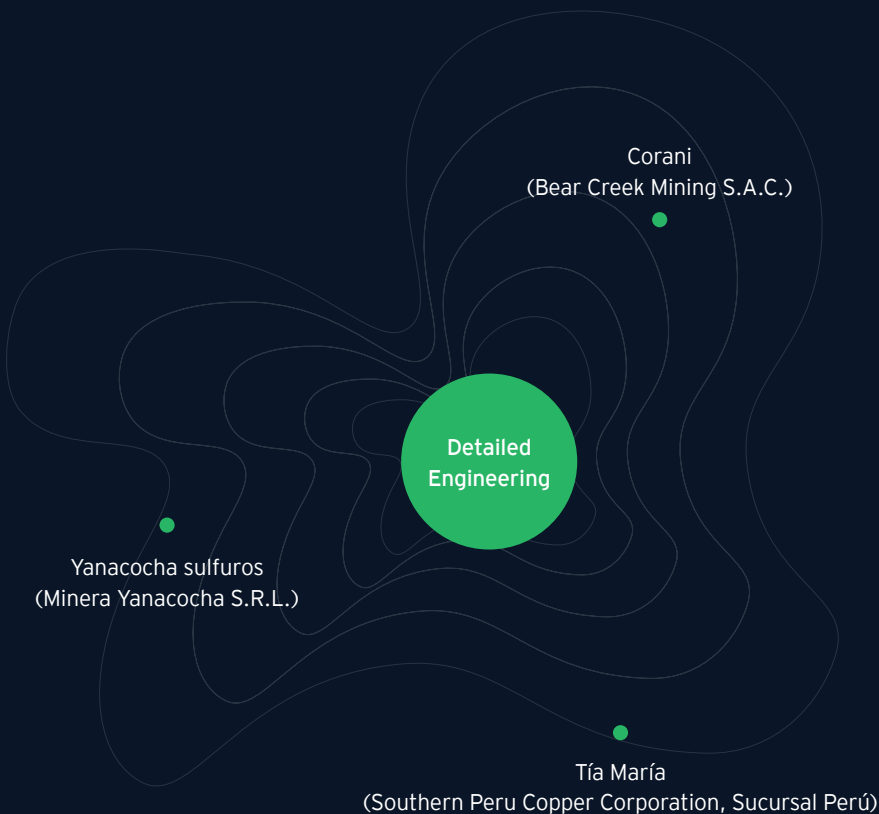 Corani
(Bear Creek Mining S.A.C.)
Detailed
Engineering
Yanacocha sulfuros
(Minera Yanacocha S.R.L.)
Tía María
(Southern Peru Copper Corporation, Sucursal Perú)